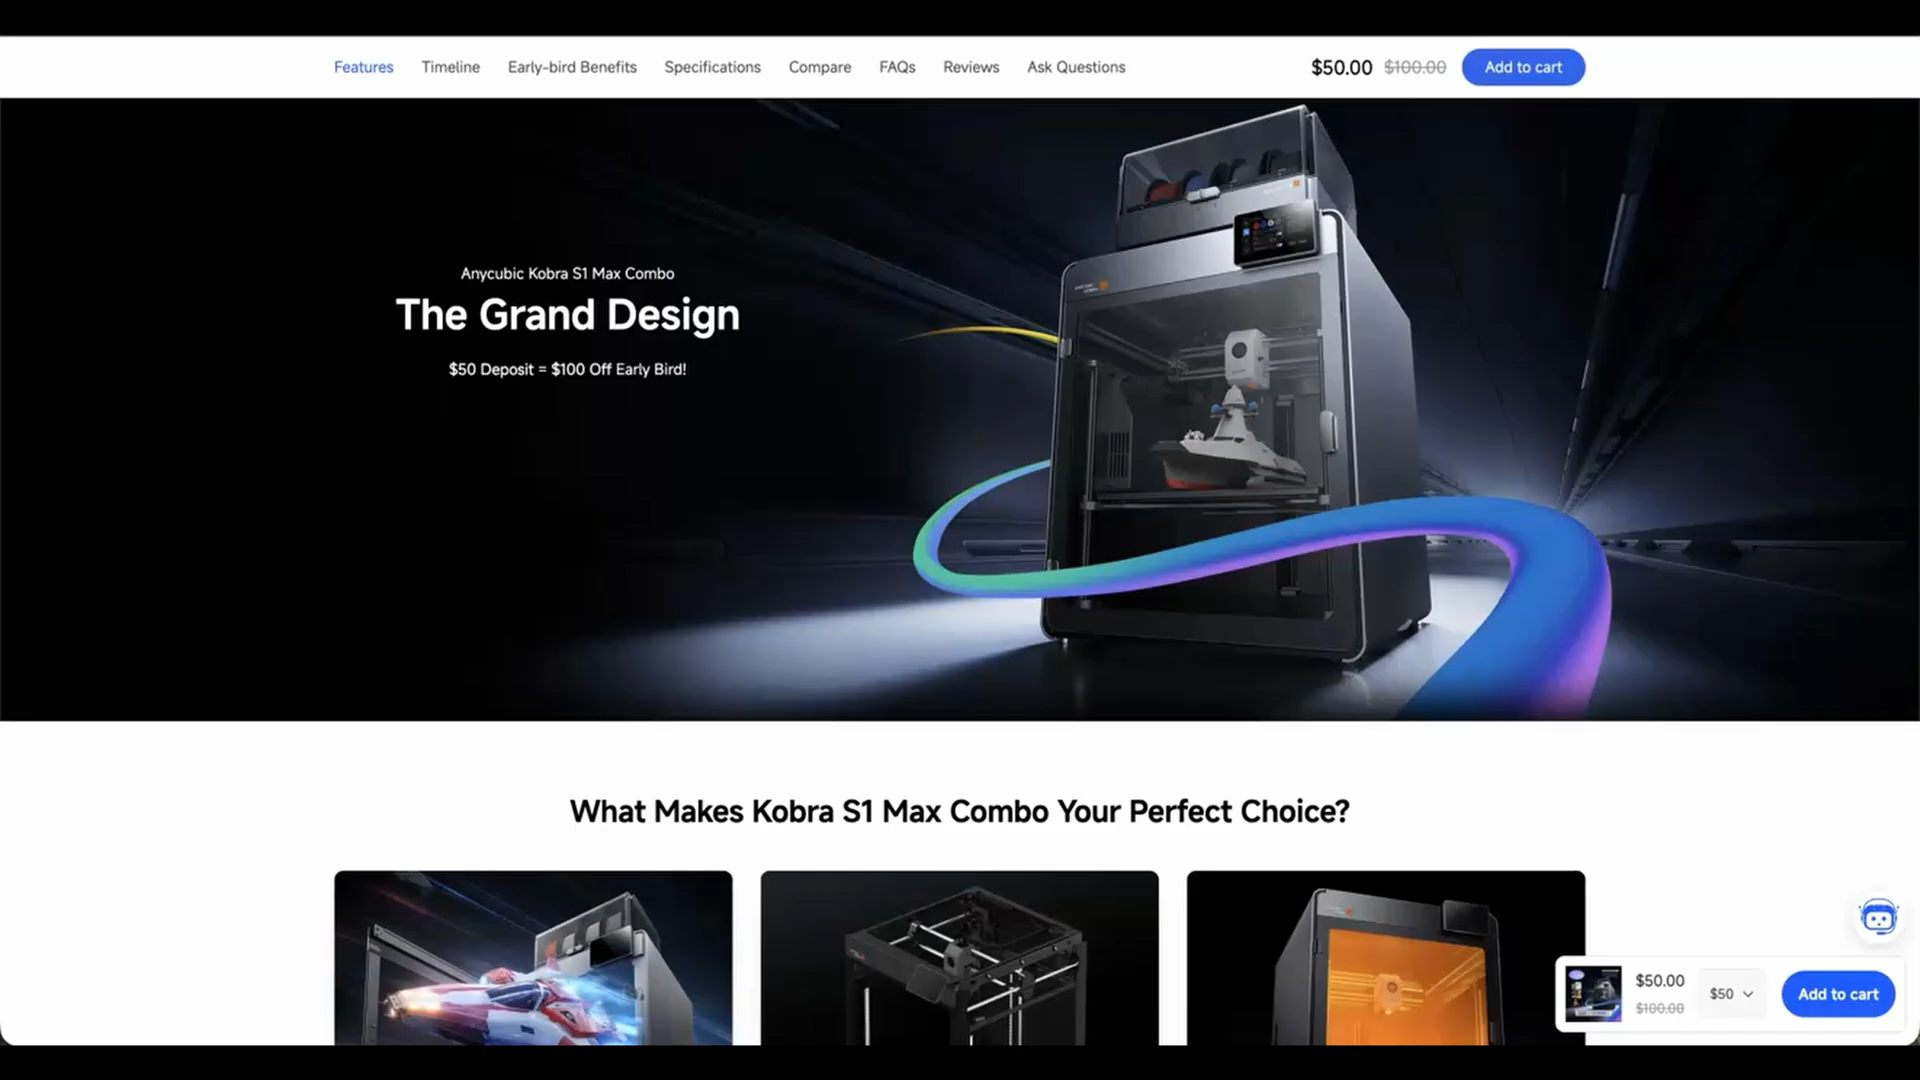 Features Timeline Early-bird Benefits Specifications Compare FAQs Reviews Ask Questions $50.00 $100.00 Add to cart
Anycubic Kobra S1 Max Combo
The Grand Design
$50 Deposit = $100 Off Early Bird!
What Makes Kobra S1 Max Combo Your Perfect Choice?
$50.00
$100.00
$50
Add to cart